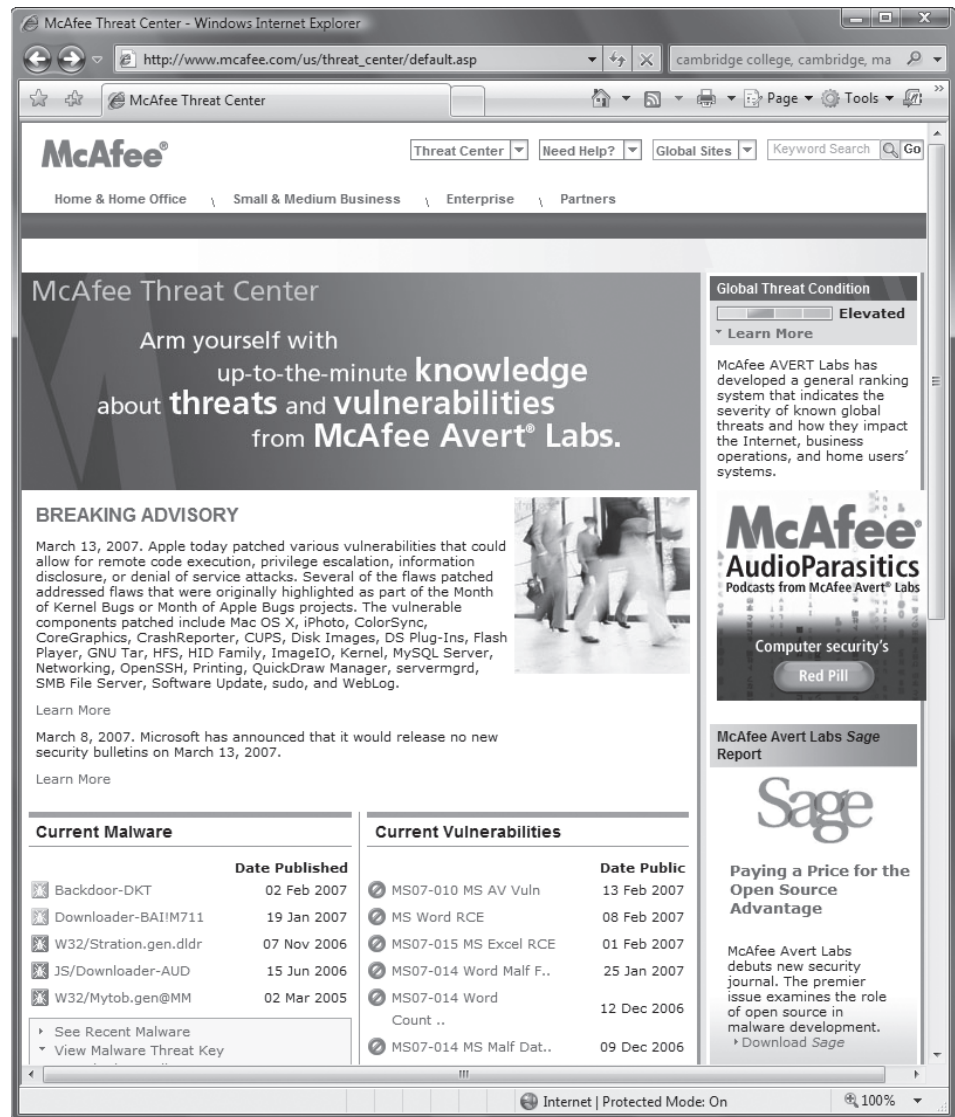 McAfee Threat Center - Windows Internet Explorer
http://www.mcafee.com/us/threat_center/default.asp
cambridge college, cambridge, ma
McAfee Threat Center
Page
Tools
McAfee®
Threat Center
Need Help?
Global Sites
Keyword Search
Go
Home & Home Office \ Small & Medium Business \ Enterprise \ Partners
McAfee Threat Center
Arm yourself with
up-to-the-minute knowledge
about threats and vulnerabilities
from McAfee Avert® Labs.
BREAKING ADVISORY
March 13, 2007. Apple today patched various vulnerabilities that could
allow for remote code execution, privilege escalation, information
disclosure, or denial of service attacks. Several of the flaws patched
addressed flaws that were originally highlighted as part of the Month
of Kernel Bugs or Month of Apple Bugs projects. The vulnerable
components patched include Mac OS X, iPhoto, ColorSync,
CoreGraphics, CrashReporter, CUPS, Disk Images, DS Plug-Ins, Flash
Player, GNU Tar, HFS, HID Family, ImageIO, Kernel, MySQL Server,
Networking, OpenSSH, Printing, QuickDraw Manager, servermgrd,
SMB File Server, Software Update, sudo, and WebLog.
Learn More
March 8, 2007. Microsoft has announced that it would release no new
security bulletins on March 13, 2007.
Learn More
Current Malware
Date Published
Backdoor-DKT 02 Feb 2007
Downloader-BAI!M711 19 Jan 2007
W32/Stration.gen.dldr 07 Nov 2006
JS/Downloader-AUD 15 Jun 2006
W32/Mytob.gen@MM 02 Mar 2005
See Recent Malware
View Malware Threat Key
Current Vulnerabilities
Date Public
MS07-010 MS AV Vuln 13 Feb 2007
MS Word RCE 08 Feb 2007
MS07-015 MS Excel RCE 01 Feb 2007
MS07-014 Word Malf F.. 25 Jan 2007
MS07-014 Word
Count .. 12 Dec 2006
MS07-014 MS Malf Dat.. 09 Dec 2006
Global Threat Condition
Elevated
Learn More
McAfee AVERT Labs has
developed a general ranking
system that indicates the
severity of known global
threats and how they impact
the Internet, business
operations, and home users'
systems.
McAfee®
AudioParasitics
Podcasts from McAfee Avert® Labs
Computer security's
Red Pill
McAfee Avert Labs Sage
Report
Sage
Paying a Price for the
Open Source
Advantage
McAfee Avert Labs
debuts new security
journal. The premier
issue examines the role
of open source in
malware development.
Download Sage
Internet | Protected Mode: On
100%